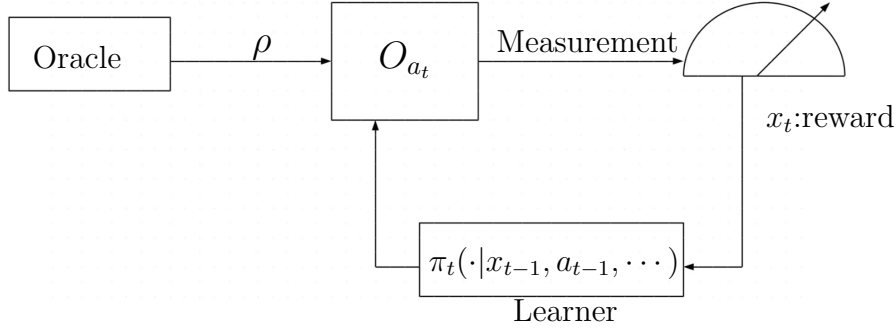 Oracle
ρ
O_{a_t}
Measurement
x_t:reward
π_t(·|x_{t−1}, a_{t−1}, ⋯)
Learner